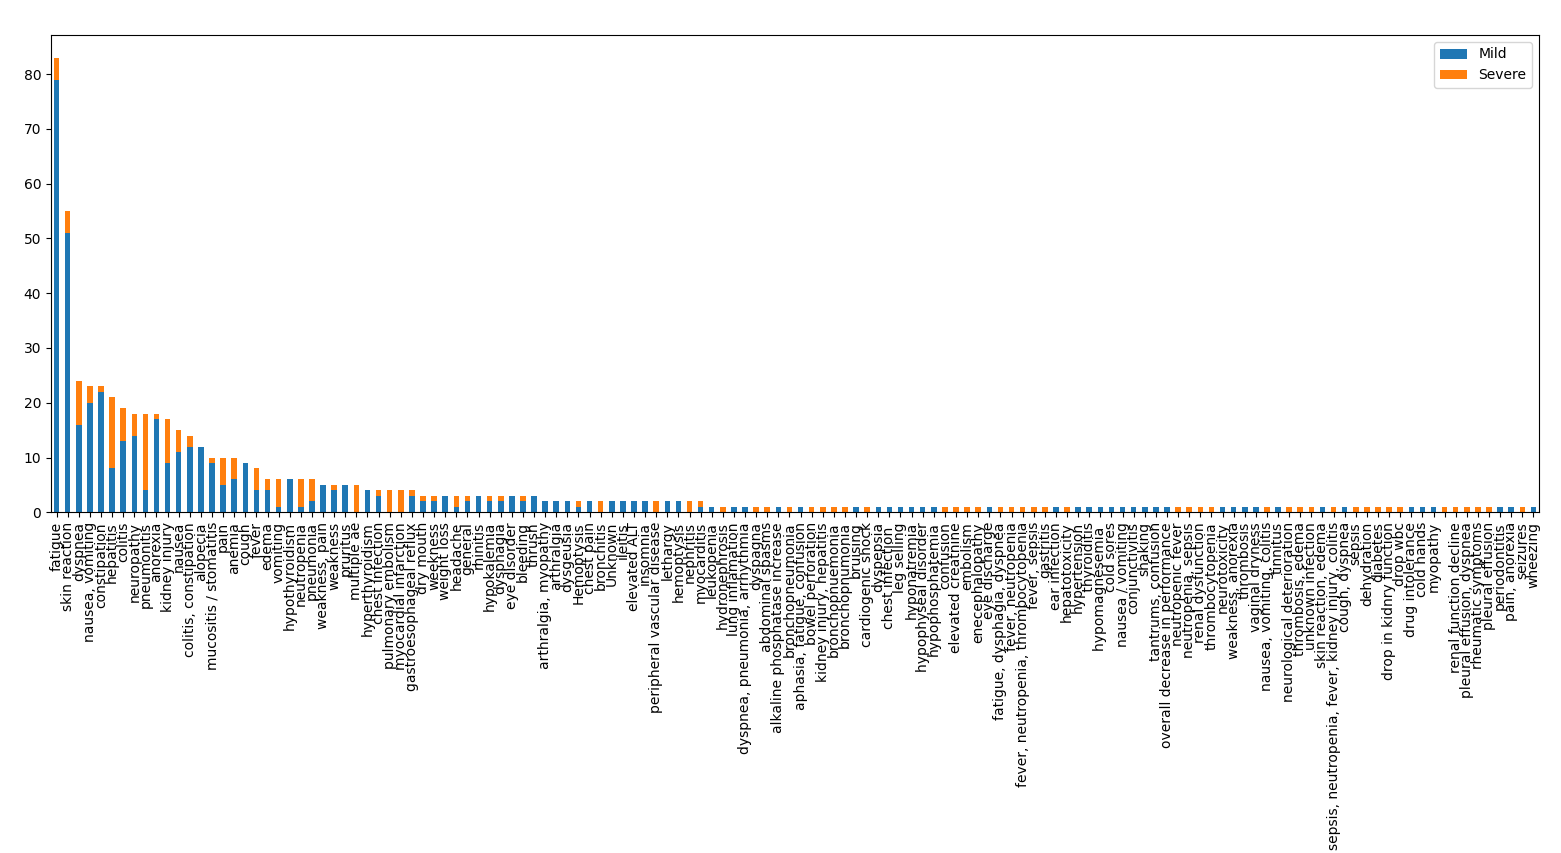 Mild
Severe
80
70
60
50
40
30
20
10
0
fatigue
skin reaction
dyspnea
nausea, vomiting
constipation
hepatitis
colitis
neuropathy
pneumonitis
anorexia
kidney injury
nausea
colitis, constipation
alopecia
mucositis / stomatitis
pain
anemia
cough
fever
edema
vomiting
hypothyroidism
neutropenia
pneumonia
weakness, pain
weakness
pruritus
multiple ae
hyperthyroidism
chest infection
pulmonary embolism
myocardial infarction
gastroesophageal reflux
dry mouth
weekness
weight loss
headache
general
rhinitis
hypokalemia
dysphagia
eye disorder
bleeding
thrush
arthralgia, myopathy
arthralgia
dysgeusia
Hemoptysis
chest pain
bronchitis
Unknown
ileitis
elevated ALT
insomnia
peripheral vascular disease
lethargy
hemoptysis
nephritis
myocarditis
leukopenia
hydronephrosis
lung inflamation
dyspnea, pneumonia, arrhytmia
dyspagia
abdominal spasms
alkaline phosphatase increase
bronchopneumonia
aphasia, fatigue, confusion
bowel perforation
kidney injury, hepatitis
bronchopnuemonia
bronchopnumonia
bruising
cardiogenic shock
dyspepsia
chest infection
leg selling
hyponatromia
hypophyseal disorder
hypophosphatemia
confusion
elevated creatinine
embolism
enecephalopathy
eye discharge
fatigue, dysphagia, dyspnea
fever, neutropenia
fever, neutropenia, thrombocytopenia
fever, sepsis
gastritis
ear infection
hepatotoxicity
hypertension
thyroiditis
hypomagnesemia
cold sores
nausea / vomiting
conjunctivitis
shaking
tantrums, confusion
overall decrease in performance
neutropenic fever
neutropenia, sepsis
renal dysfunction
thrombocytopenia
neurotoxicity
weakness, anorexia
thrombosis
vaginal dryness
nausea, vomiting, colitis
tinnitus
neurological deterioration
thrombosis, edema
unknown infection
skin reaction, edema
sepsis, neutropenia, fever, kidney injury, colitis
cough, dyspnea
sepsis
dehydration
diabetes
drop in kidnry function
drop wbc
drug intolerance
cold hands
myopathy
renal function decline
pleural effusion, dyspnea
rheumatic symptoms
pleural effusion
peridontitis
pain, anorexis
seizures
wheezing